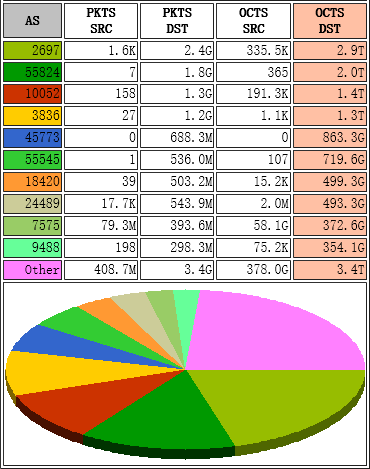 AS PKTS SRC PKTS DST OCTS SRC OCTS DST
2697 1.6K 2.4G 335.5K 2.9T
55824 7 1.8G 365 2.0T
10052 158 1.3G 191.3K 1.4T
3836 27 1.2G 1.1K 1.3T
45773 0 688.3M 0 863.3G
55545 1 536.0M 107 719.6G
18420 39 503.2M 15.2K 499.3G
24489 17.7K 543.9M 2.0M 493.3G
7575 79.3M 393.6M 58.1G 372.6G
9488 198 298.3M 75.2K 354.1G
Other 408.7M 3.4G 378.0G 3.4T